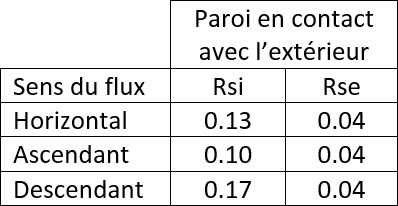 Paroi en contact
avec l’extérieur
Sens du flux Rsi Rse
Horizontal 0.13 0.04
Ascendant 0.10 0.04
Descendant 0.17 0.04